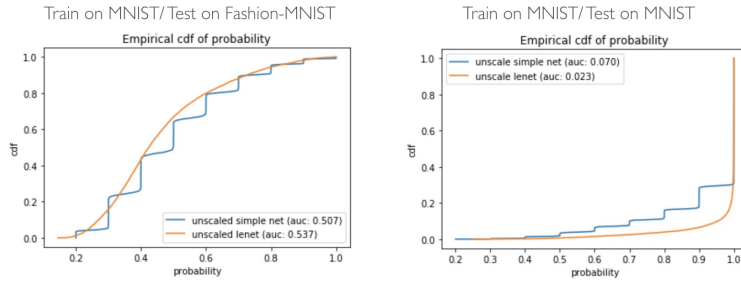 Train on MNIST/ Test on Fashion-MNIST
Empirical cdf of probability
1.0
0.8
0.6
0.4
0.2
0.0
cdf
unscaled simple net (auc: 0.507)
unscaled lenet (auc: 0.537)
0.2 0.4 0.6 0.8 1.0
probability
Train on MNIST/ Test on MNIST
Empirical cdf of probability
unscale simple net (auc: 0.070)
unscale lenet (auc: 0.023)
1.0
0.8
0.6
0.4
0.2
0.0
cdf
0.2 0.3 0.4 0.5 0.6 0.7 0.8 0.9 1.0
probability